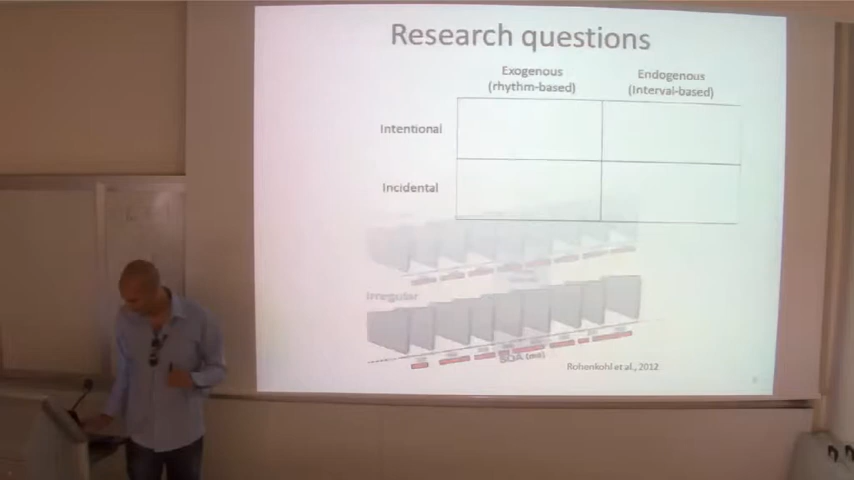 Research questions
Exogenous
(rhythm-based)
Endogenous
(Interval-based)
Intentional
Incidental
Irregular
SOA (ms)
Rohenkohl et al., 2012